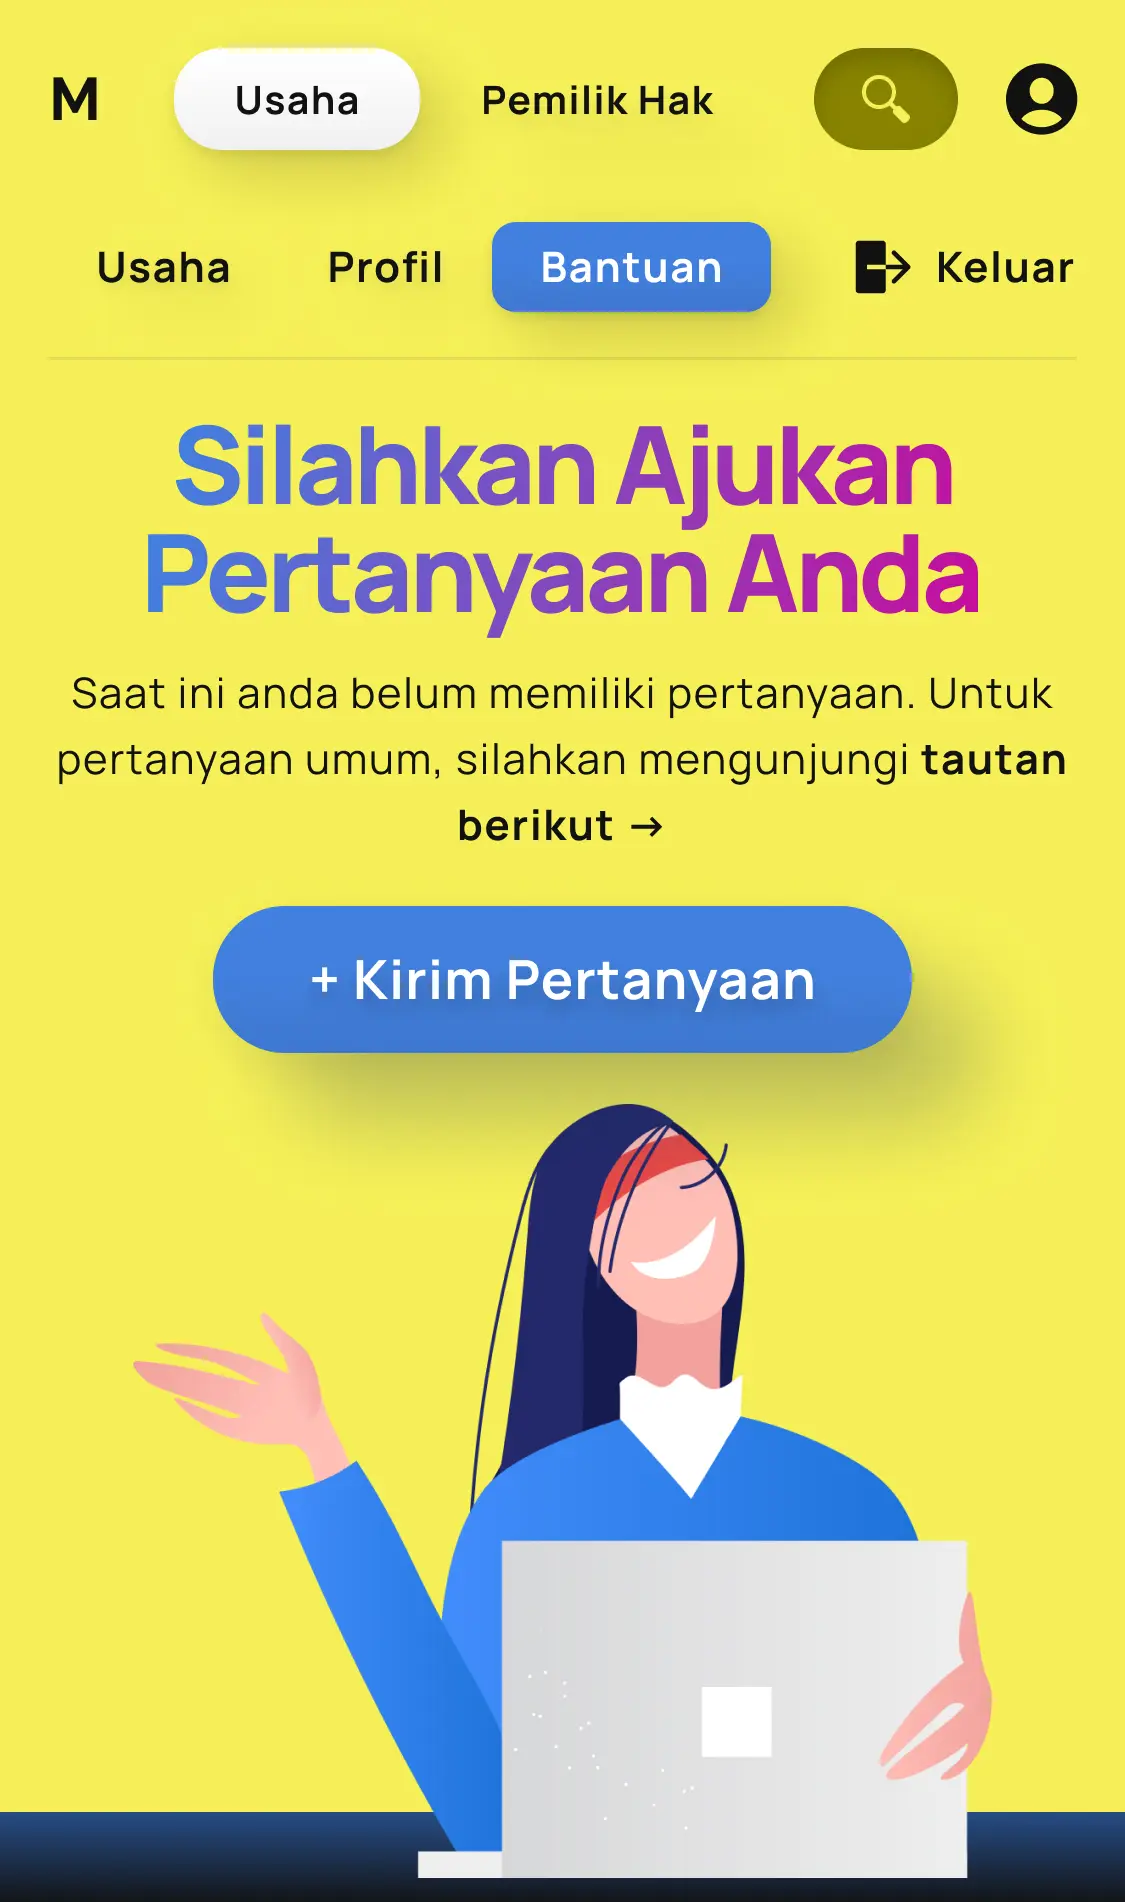 M Usaha Pemilik Hak
Usaha Profil Bantuan Keluar
Silahkan Ajukan
Pertanyaan Anda
Saat ini anda belum memiliki pertanyaan. Untuk
pertanyaan umum, silahkan mengunjungi tautan
berikut →
+ Kirim Pertanyaan